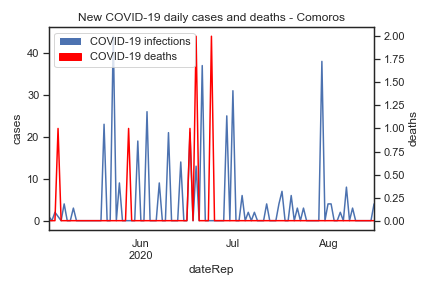 New COVID-19 daily cases and deaths - Comoros
COVID-19 infections
COVID-19 deaths
40
30
20
10
0
cases
2.00
1.75
1.50
1.25
1.00
0.75
0.50
0.25
0.00
deaths
Jun
2020
Jul
Aug
dateRep